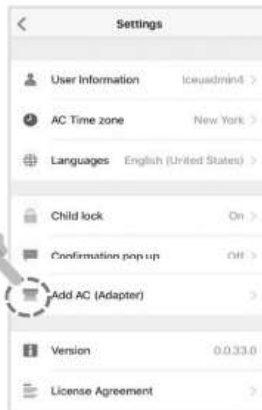 Settings
User Information Iceuadmin4 >
AC Time zone New York >
Languages English (United States) >
Child lock On >
Confirmation pop up Off >
Add AC (Adapter) >
Version 0.0.33.0
License Agreement >